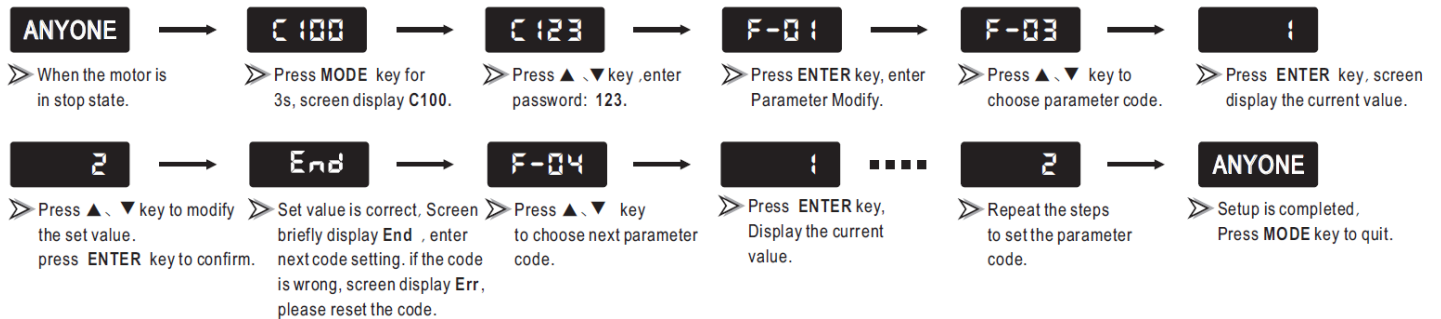 ANYONE
C100
C123
F-01
F-03
1
When the motor is
in stop state.
Press MODE key for
3s, screen display C100.
Press ▲、▼key ,enter
password: 123.
Press ENTER key, enter
Parameter Modify.
Press ▲、▼ key to
choose parameter code.
Press ENTER key, screen
display the current value.
2
End
F-04
1
2
ANYONE
Press ▲、▼key to modify
the set value.
press ENTER key to confirm.
Set value is correct, Screen
briefly display End , enter
next code setting. if the code
is wrong, screen display Err,
please reset the code.
Press ▲、▼ key
to choose next parameter
code.
Press ENTER key,
Display the current
value.
Repeat the steps
to set the parameter
code.
Setup is completed,
Press MODE key to quit.